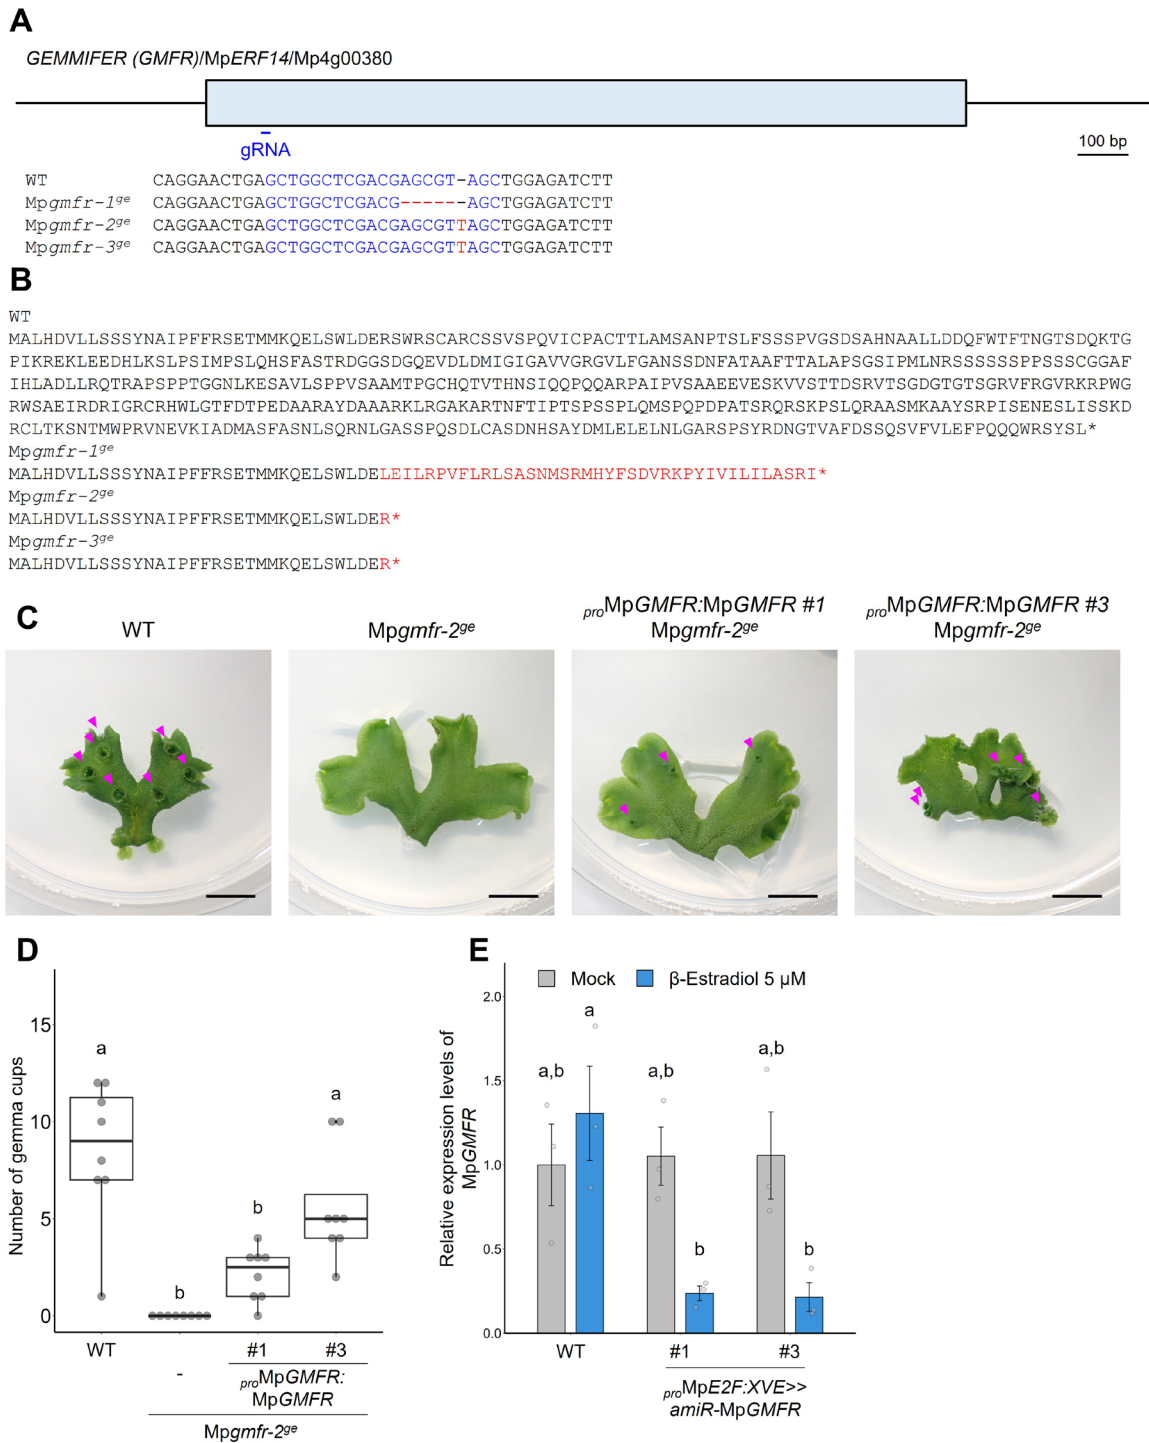 A
GEMMIFER (GMFR)/MpERF14/Mp4g00380
gRNA
100 bp
WT CAGGAACTGAGCTGGCTCGACGAGCGT-AGCTGGAGATCTT
Mpgmfr-1ge CAGGAACTGAGCTGGCTCGACG------AGCTGGAGATCTT
Mpgmfr-2ge CAGGAACTGAGCTGGCTCGACGAGCGTTAGCTGGAGATCTT
Mpgmfr-3ge CAGGAACTGAGCTGGCTCGACGAGCGTTAGCTGGAGATCTT
B
WT
MALHDVLLSSSYNAIPFFRSETMMKQELSWLDERSWRSCARCSSVSPQVICPACTTLAMSANPTSLFSSSPVGSDSAHNAALLDDQFWTFTNGTSDQKTG
PIKREKLEEDHLKSLPSIMPSLQHSFASTRDGGSDGQEVDLDMIGIGAVVGRGVLFGANSSDNFATAAFTTALAPSGSIPMLNRSSSSSSPPSSSCGGAF
IHLADLLRQTRAPSPPTGGNLKESAVLSPPVSAAMTPGCHQTVTHNSIQQPQQARPAIPVSAAEEVESKVVSTTDSRVTSGDGTGTSGRVFRGVRKRPWG
RWSAEIRDRIGRCRHWLGTFDTPEDAARAYDAAARKLRGAKARTNFTIPTSPSSPLQMSPQPDPATSRQRSKPSLQRAASMKAAYSRPISENESLISSKD
RCLTKSNTMWPRVNEVKIADMASFASNLSQRNLGASSPQSDLCASDNHSAYDMLELELNLGARSPSYRDNGTVAFDSSQSVFVLEFPQQQWRSYSL*
Mpgmfr-1ge
MALHDVLLSSSYNAIPFFRSETMMKQELSWLDELEILRPVFLRLSASNMSRMHYFSDVRKPYIVILILASRI*
Mpgmfr-2ge
MALHDVLLSSSYNAIPFFRSETMMKQELSWLDER*
Mpgmfr-3ge
MALHDVLLSSSYNAIPFFRSETMMKQELSWLDER*
C
WT
Mpgmfr-2ge
proMpGMFR:MpGMFR #1
Mpgmfr-2ge
proMpGMFR:MpGMFR #3
Mpgmfr-2ge
D
Number of gemma cups
15
10
5
0
a
b
b
a
WT
-
#1
#3
proMpGMFR:
MpGMFR
Mpgmfr-2ge
E
Mock
β-Estradiol 5 μM
Relative expression levels of
MpGMFR
2.0
1.5
1.0
0.5
0.0
a,b
a
a,b
b
a,b
b
WT
#1
#3
proMpE2F:XVE>>
amiR-MpGMFR